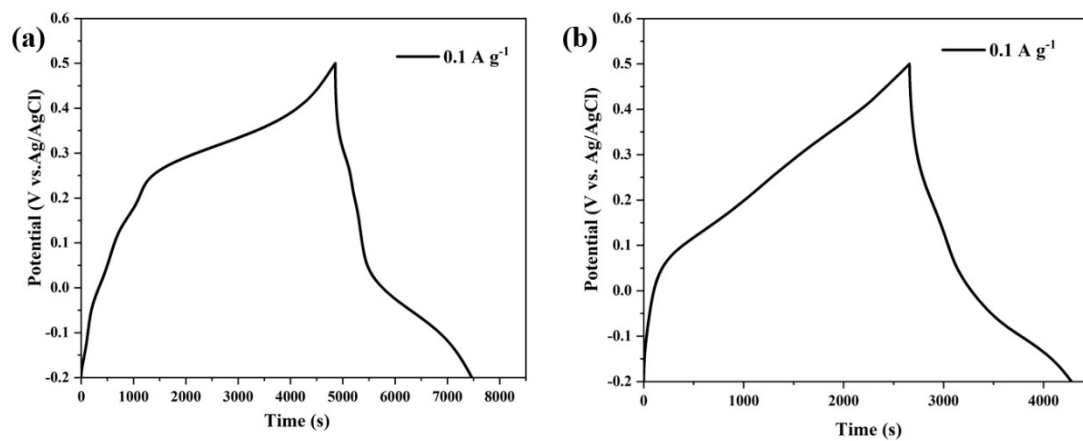 (a)
0.1 A g⁻¹
0.6
0.5
0.4
0.3
0.2
0.1
0.0
-0.1
-0.2
Potential (V vs.Ag/AgCl)
0 1000 2000 3000 4000 5000 6000 7000 8000
Time (s)
(b)
0.1 A g⁻¹
0.6
0.5
0.4
0.3
0.2
0.1
0.0
-0.1
-0.2
Potential (V vs. Ag/AgCl)
0 1000 2000 3000 4000
Time (s)